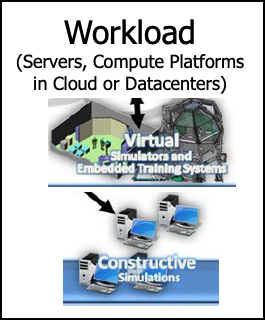 Workload
(Servers, Compute Platforms
in Cloud or Datacenters)
Virtual
Simulators and
Embedded Training Systems
Constructive
Simulations